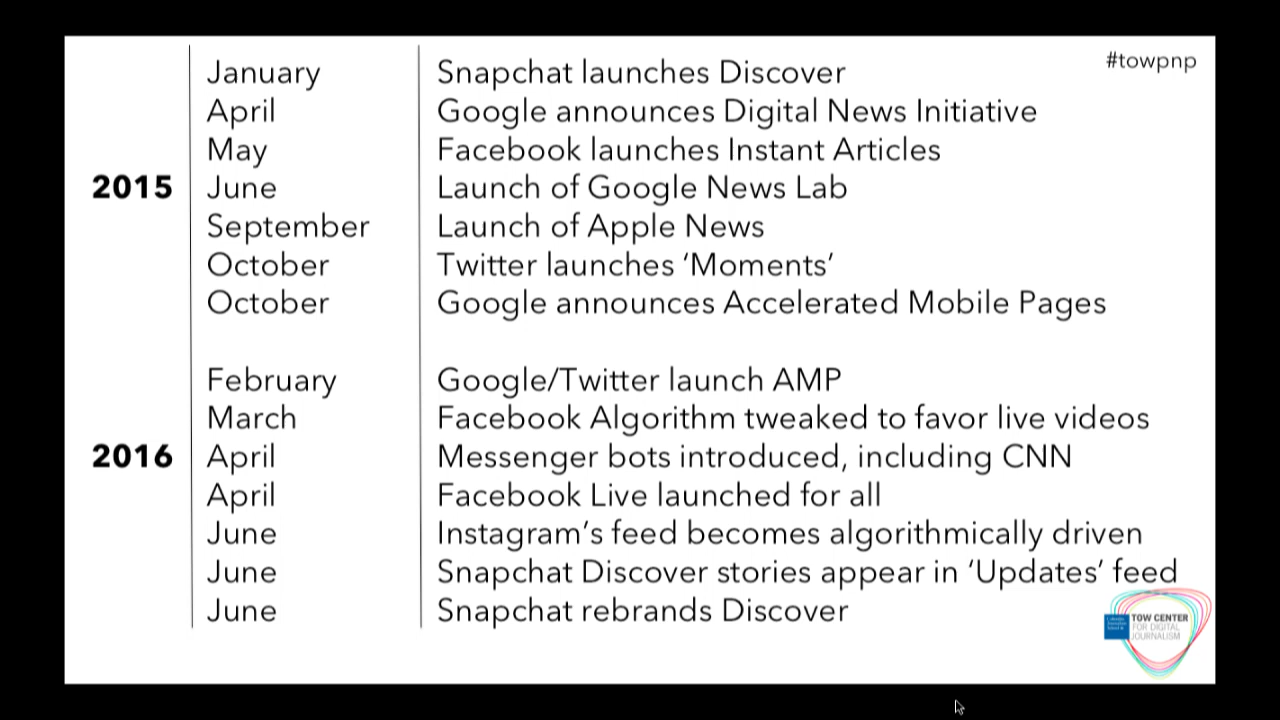 #towpnp
January Snapchat launches Discover
April Google announces Digital News Initiative
May Facebook launches Instant Articles
2015 June Launch of Google News Lab
September Launch of Apple News
October Twitter launches ‘Moments’
October Google announces Accelerated Mobile Pages
February Google/Twitter launch AMP
March Facebook Algorithm tweaked to favor live videos
2016 April Messenger bots introduced, including CNN
April Facebook Live launched for all
June Instagram’s feed becomes algorithmically driven
June Snapchat Discover stories appear in ‘Updates’ feed
June Snapchat rebrands Discover
TOW CENTER
FOR DIGITAL
JOURNALISM